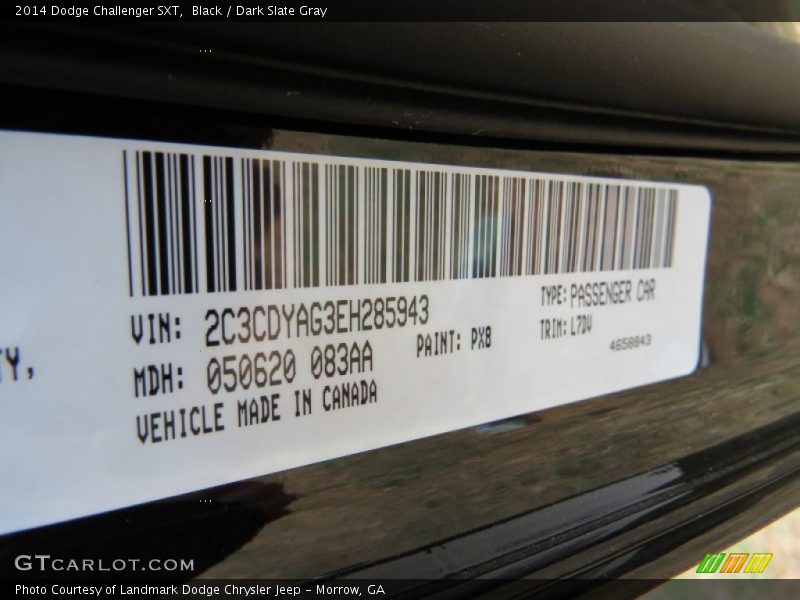 2014 Dodge Challenger SXT,  Black / Dark Slate Gray
VIN: 2C3CDYAG3EH285943
TYPE: PASSENGER CAR
MDH: 050620 083AA
PAINT: PX8
TRIM: L7DV
4658843
VEHICLE MADE IN CANADA
TY,
GTCARLOT.COM
Photo Courtesy of Landmark Dodge Chrysler Jeep - Morrow, GA